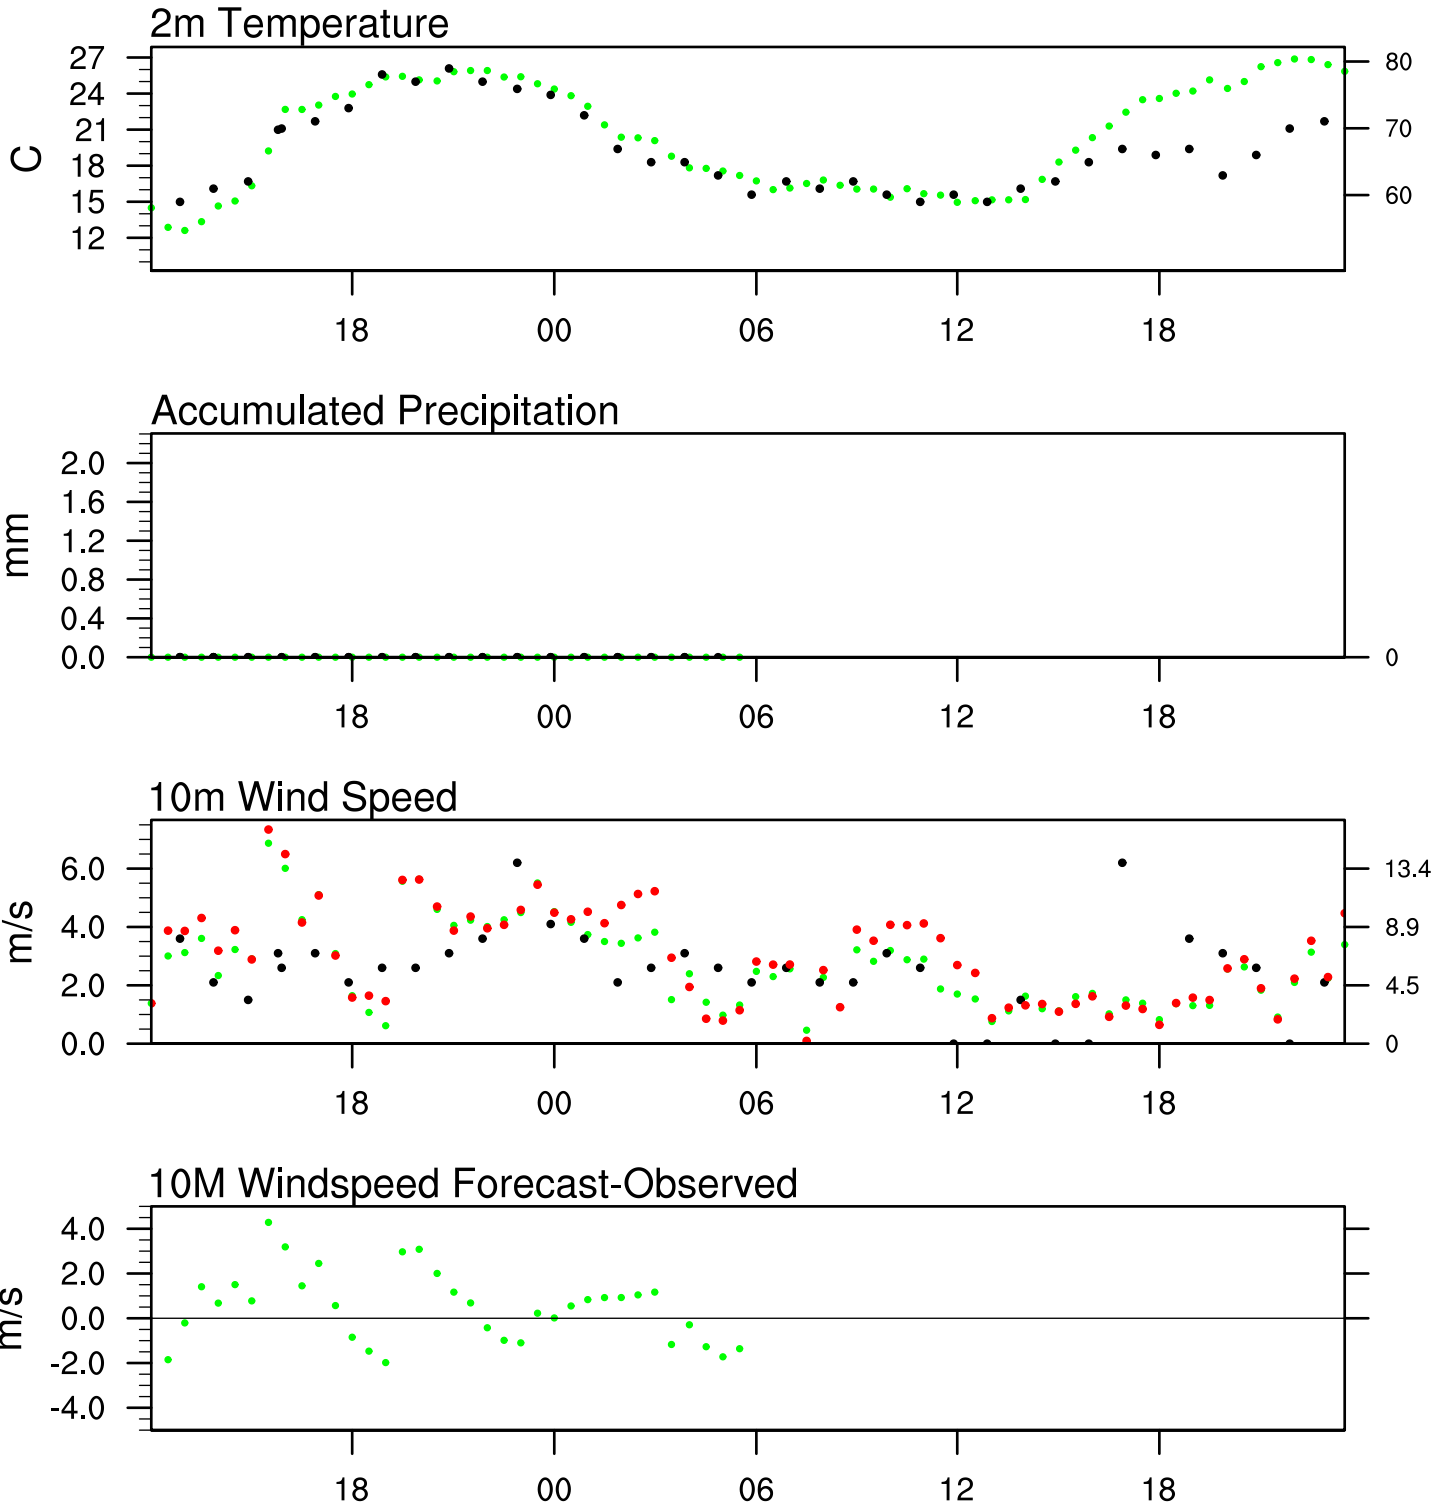 2m Temperature
27
24
21
18
15
12
C
80
70
60
18 00 06 12 18
Accumulated Precipitation
2.0
1.6
1.2
0.8
0.4
0.0
mm
0
18 00 06 12 18
10m Wind Speed
6.0
4.0
2.0
0.0
m/s
13.4
8.9
4.5
0
18 00 06 12 18
10M Windspeed Forecast-Observed
4.0
2.0
0.0
-2.0
-4.0
m/s
18 00 06 12 18